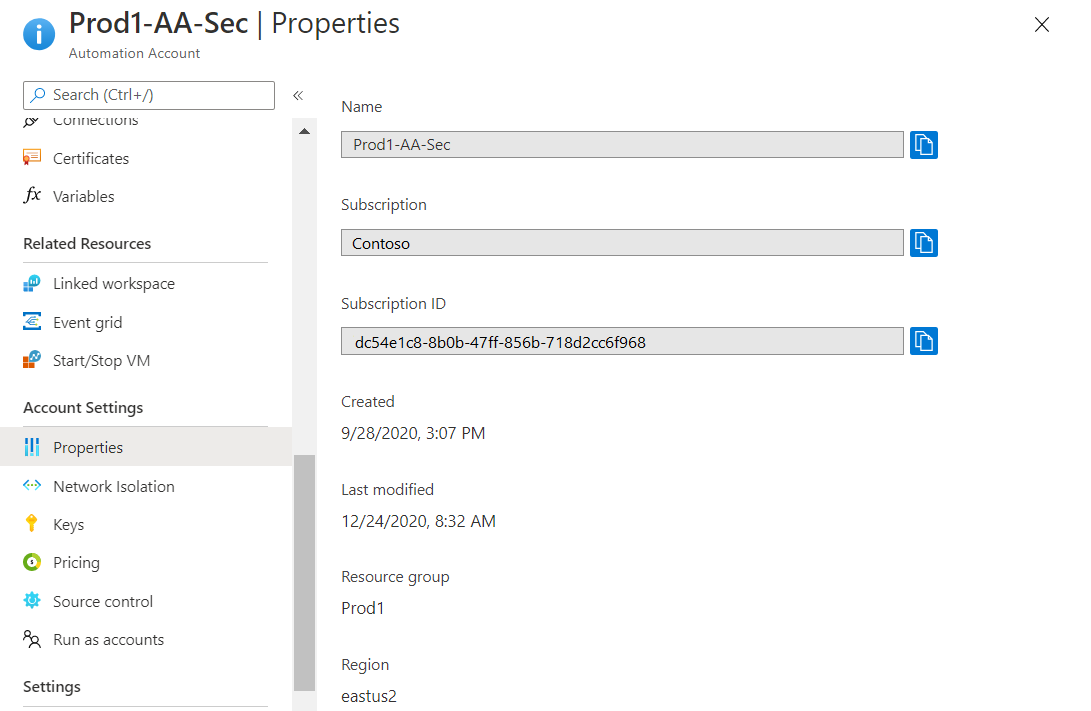 Prod1-AA-Sec | Properties
Automation Account
Search (Ctrl+/)
«
Connections
Certificates
Variables
Related Resources
Linked workspace
Event grid
Start/Stop VM
Account Settings
Properties
Network Isolation
Keys
Pricing
Source control
Run as accounts
Settings
Name
Prod1-AA-Sec
Subscription
Contoso
Subscription ID
dc54e1c8-8b0b-47ff-856b-718d2cc6f968
Created
9/28/2020, 3:07 PM
Last modified
12/24/2020, 8:32 AM
Resource group
Prod1
Region
eastus2